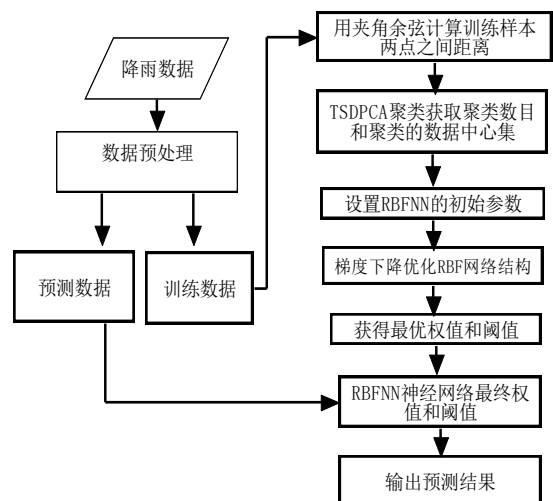 降雨数据
数据预处理
预测数据
训练数据
用夹角余弦计算训练样本
两点之间距离
TSDPCA聚类获取聚类数目
和聚类的数据中心集
设置RBFNN的初始参数
梯度下降优化RBF网络结构
获得最优权值和阈值
RBFNN神经网络最终权
值和阈值
输出预测结果